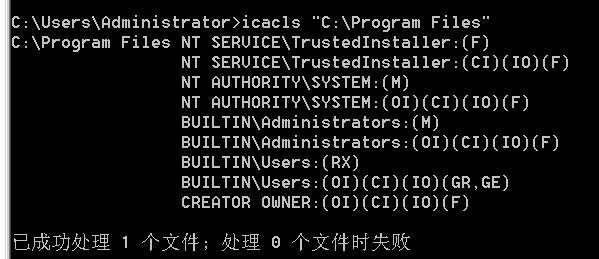 C:\Users\Administrator>icacls "C:\Program Files"
C:\Program Files NT SERVICE\TrustedInstaller:(F)
NT SERVICE\TrustedInstaller:(CI)(IO)(F)
NT AUTHORITY\SYSTEM:(M)
NT AUTHORITY\SYSTEM:(OI)(CI)(IO)(F)
BUILTIN\Administrators:(M)
BUILTIN\Administrators:(OI)(CI)(IO)(F)
BUILTIN\Users:(RX)
BUILTIN\Users:(OI)(CI)(IO)(GR,GE)
CREATOR OWNER:(OI)(CI)(IO)(F)
已成功处理 1 个文件; 处理 0 个文件时失败